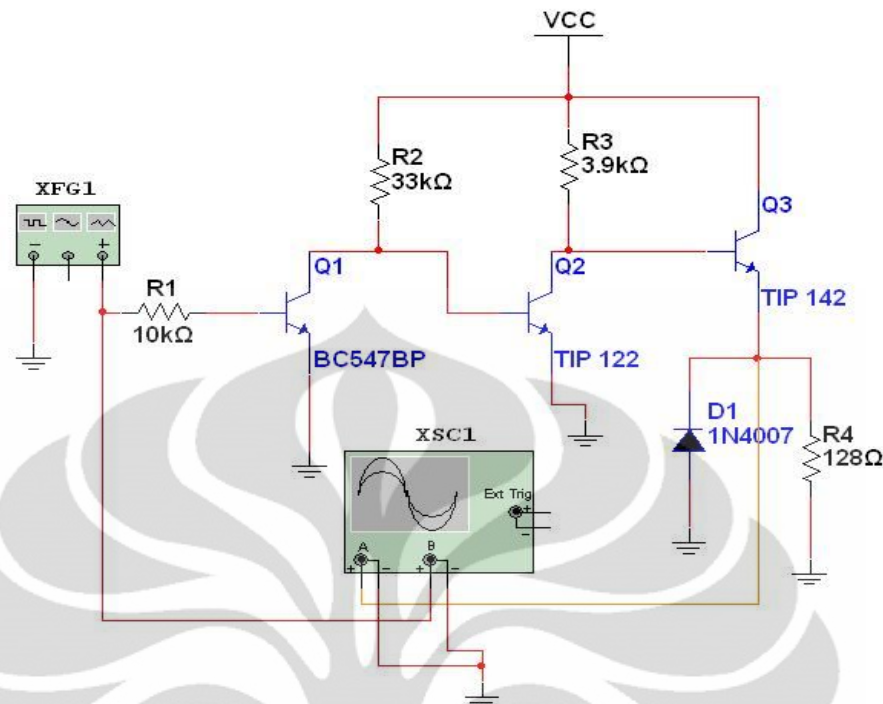 VCC
R2
33kΩ
R3
3.9kΩ
XFG1
Q3
R1
10kΩ
Q1
Q2
TIP 142
BC547BP
TIP 122
D1
1N4007
R4
128Ω
XSC1
Ext Trig
+
-
A
B
+ - + -
- +